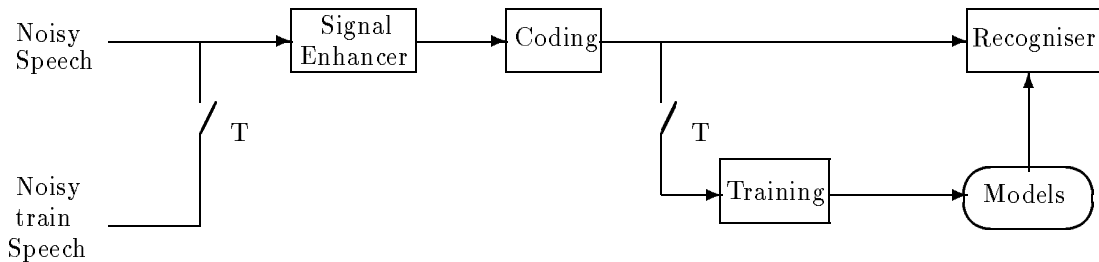 Noisy
Speech
Signal
Enhancer
Coding
Recogniser
T
T
Noisy
train
Speech
Training
Models